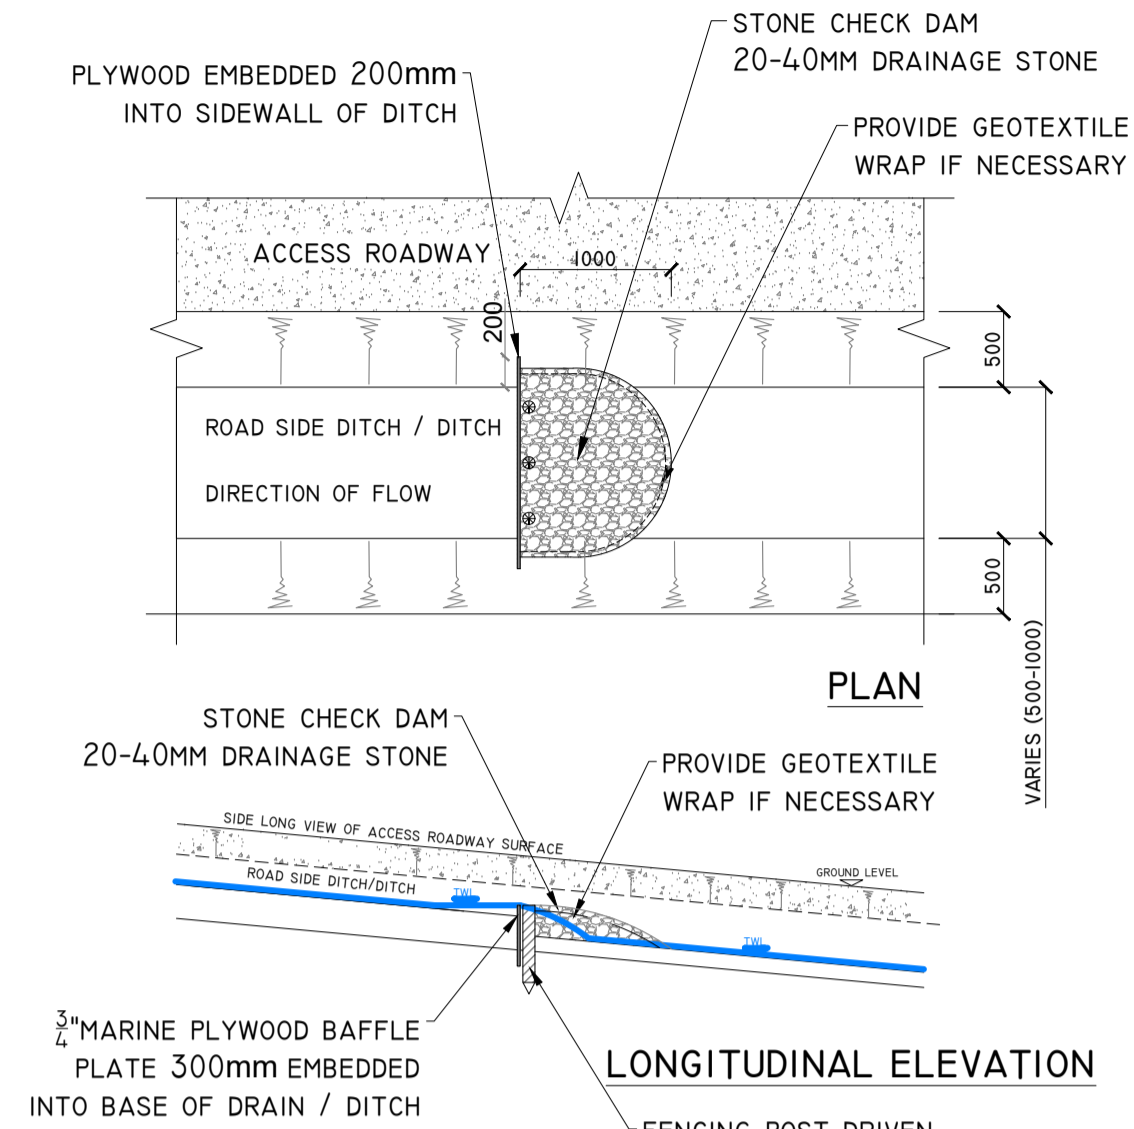 STONE CHECK DAM
20-40MM DRAINAGE STONE
PLYWOOD EMBEDDED 200mm
INTO SIDEWALL OF DITCH
PROVIDE GEOTEXTILE
WRAP IF NECESSARY
ACCESS ROADWAY
1000
200
500
ROAD SIDE DITCH / DITCH
DIRECTION OF FLOW
500
VARIES (500-1000)
PLAN
STONE CHECK DAM
20-40MM DRAINAGE STONE
PROVIDE GEOTEXTILE
WRAP IF NECESSARY
SIDE LONG VIEW OF ACCESS ROADWAY SURFACE
GROUND LEVEL
ROAD SIDE DITCH/DITCH
TWL
TWL
3/4"MARINE PLYWOOD BAFFLE
PLATE 300mm EMBEDDED
INTO BASE OF DRAIN / DITCH
LONGITUDINAL ELEVATION
FENCING POST DRIVEN